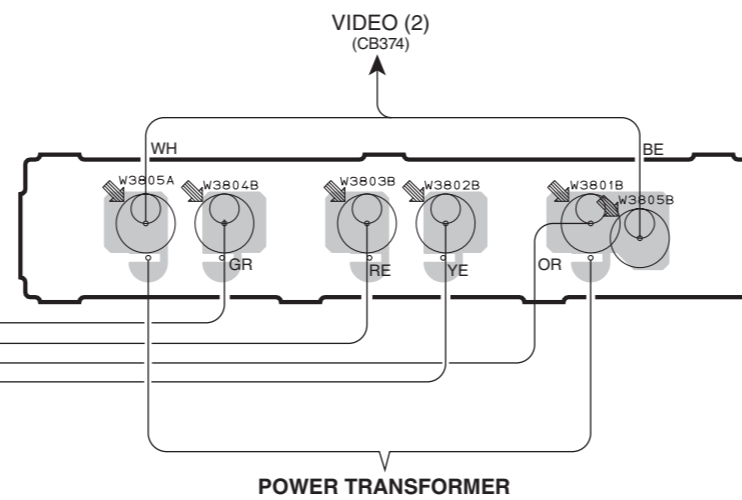 VIDEO (2)
(CB374)
WH
BE
W3805A
W3804B
W3803B
W3802B
W3801B
W3805B
GR
RE
YE
OR
POWER TRANSFORMER